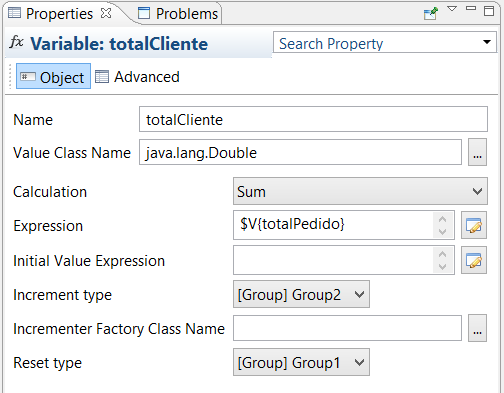 Properties Problems
fx Variable: totalCliente Search Property
Object Advanced
Name totalCliente
Value Class Name java.lang.Double ...
Calculation Sum
Expression $V{totalPedido}
Initial Value Expression
Increment type [Group] Group2
Incrementer Factory Class Name ...
Reset type [Group] Group1